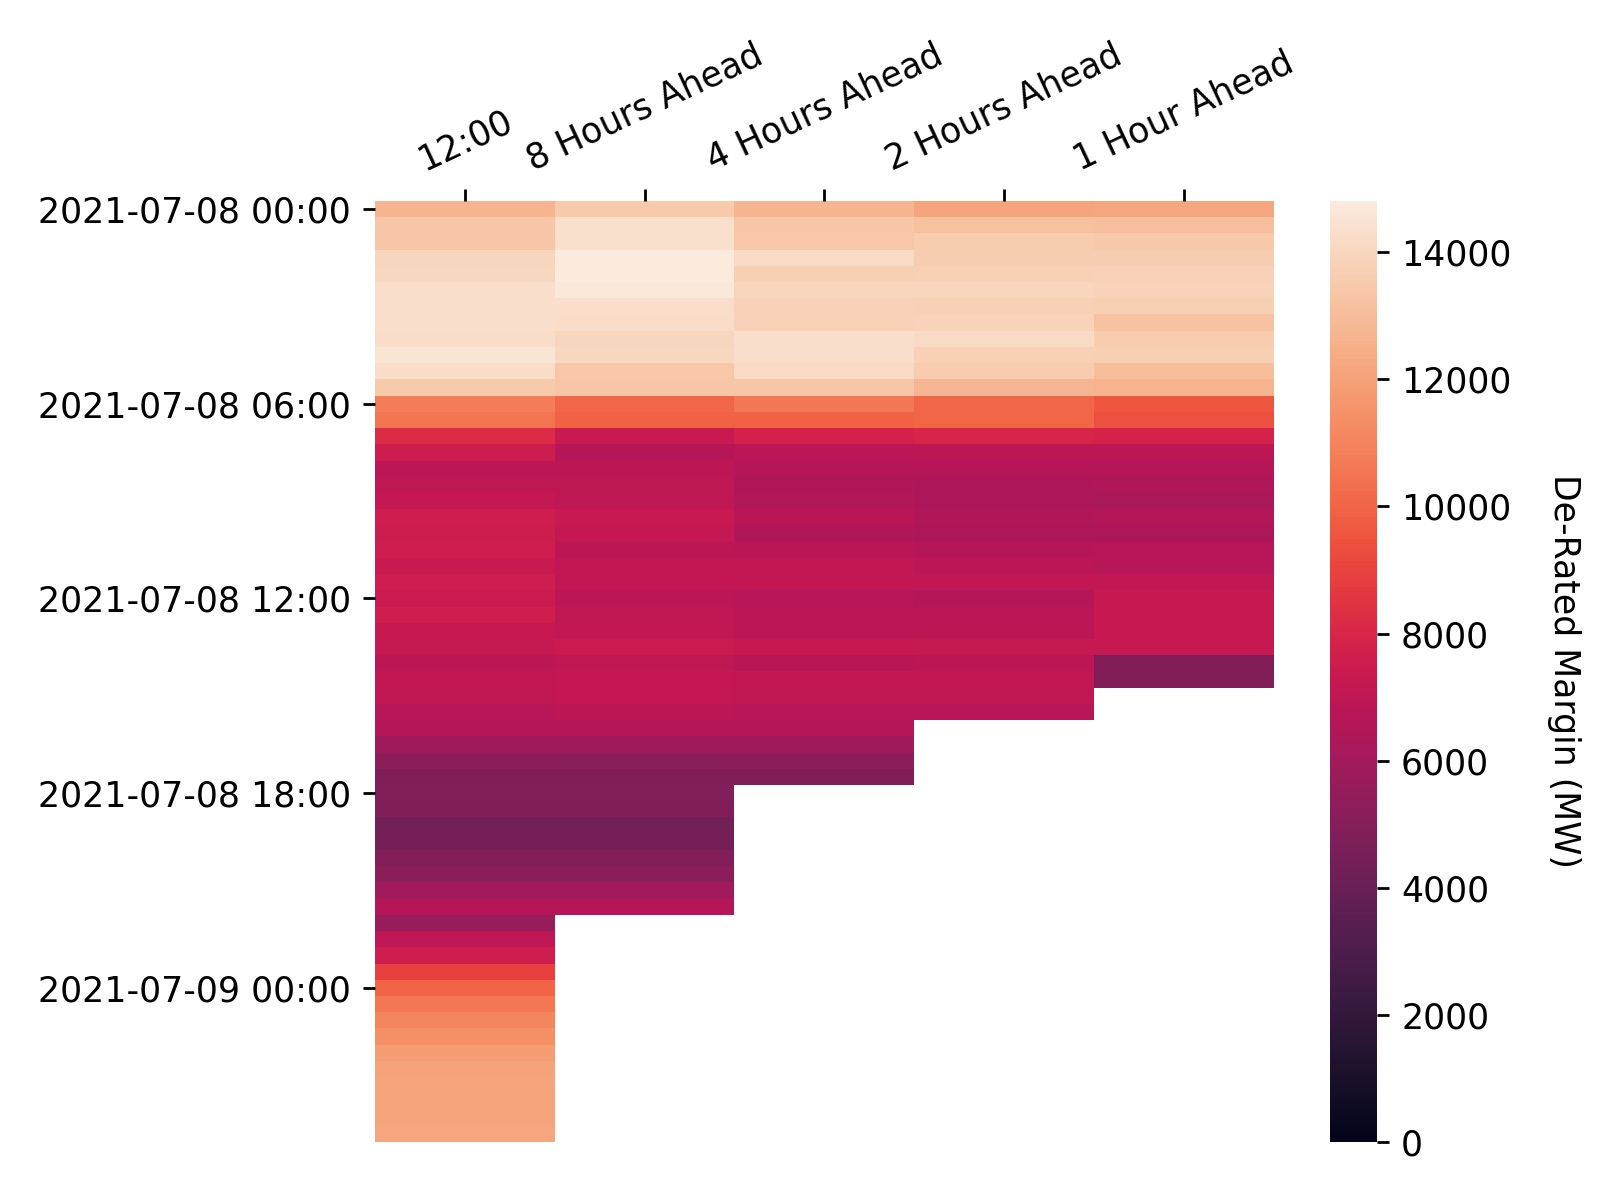 12:00
8 Hours Ahead
4 Hours Ahead
2 Hours Ahead
1 Hour Ahead
2021-07-08 00:00
2021-07-08 06:00
2021-07-08 12:00
2021-07-08 18:00
2021-07-09 00:00
14000
12000
10000
8000
6000
4000
2000
0
De-Rated Margin (MW)